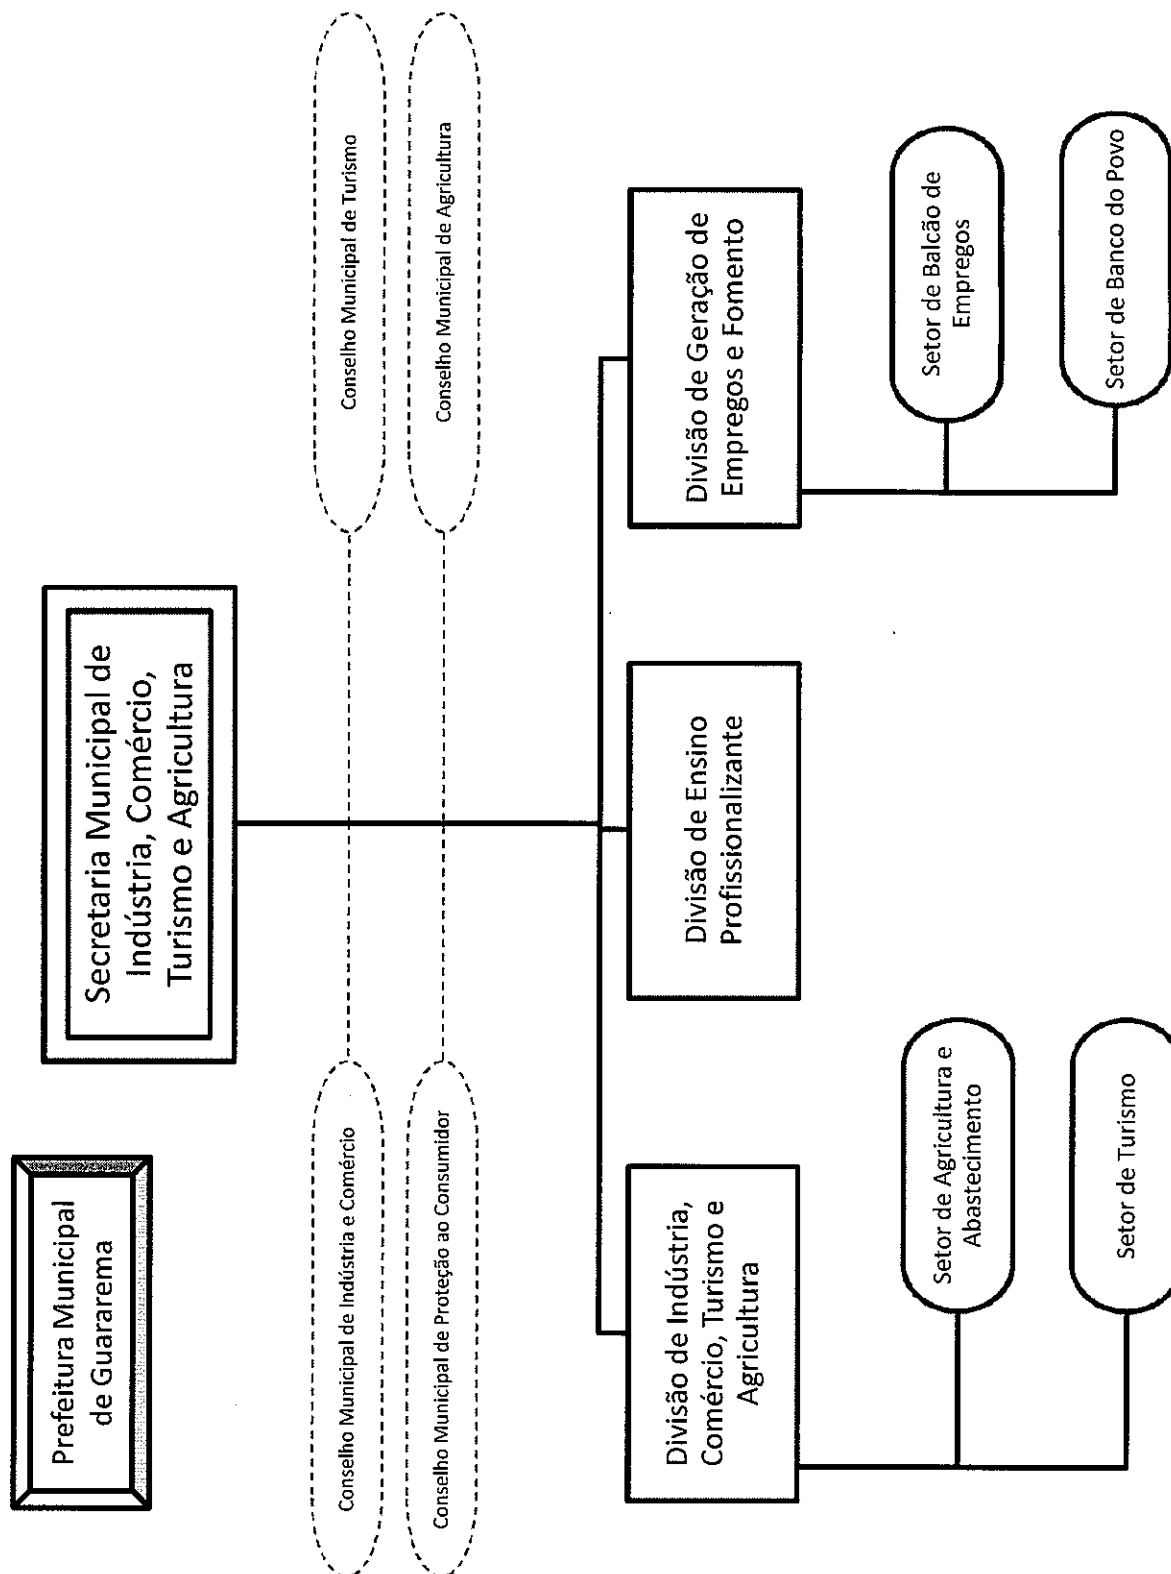 Prefeitura Municipal
de Guararema
Secretaria Municipal de
Indústria, Comércio,
Turismo e Agricultura
Conselho Municipal de Indústria e Comércio
Conselho Municipal de Turismo
Conselho Municipal de Proteção ao Consumidor
Conselho Municipal de Agricultura
Divisão de Indústria,
Comércio, Turismo e
Agricultura
Divisão de Ensino
Profissionalizante
Divisão de Geração de
Empregos e Fomento
Setor de Agricultura e
Abastecimento
Setor de Turismo
Setor de Balcão de
Empregos
Setor de Banco do Povo